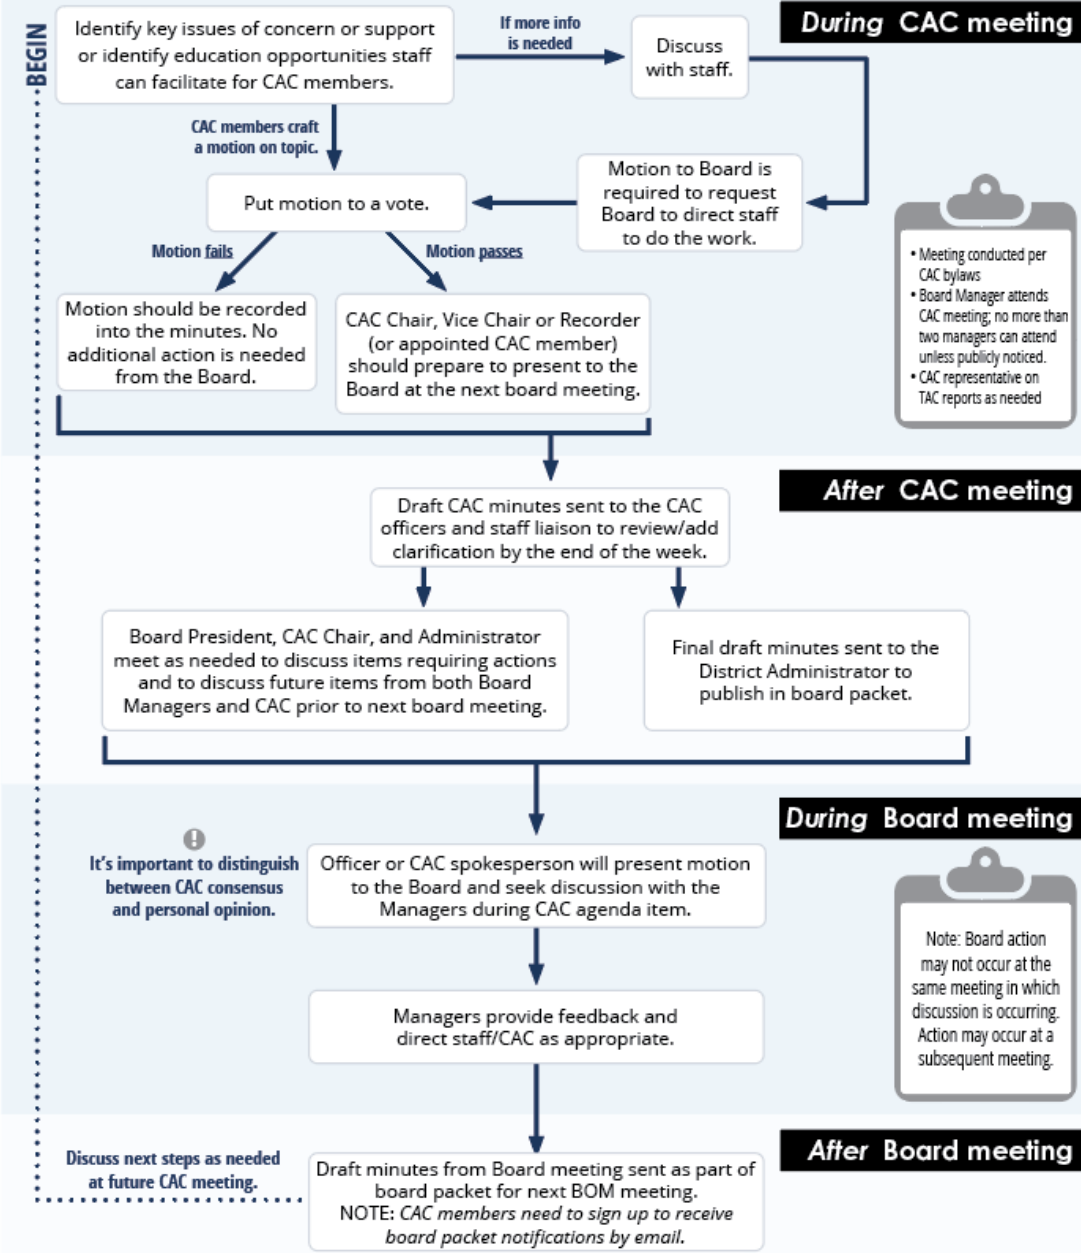 BEGIN
Identify key issues of concern or support
or identify education opportunities staff
can facilitate for CAC members.
If more info
is needed
Discuss
with staff.
During CAC meeting
CAC members craft
a motion on topic.
Put motion to a vote.
Motion to Board is
required to request
Board to direct staff
to do the work.
Motion fails
Motion passes
Motion should be recorded
into the minutes. No
additional action is needed
from the Board.
CAC Chair, Vice Chair or Recorder
(or appointed CAC member)
should prepare to present to the
Board at the next board meeting.
• Meeting conducted per
CAC bylaws
• Board Manager attends
CAC meeting; no more than
two managers can attend
unless publicly noticed.
• CAC representative on
TAC reports as needed
After CAC meeting
Draft CAC minutes sent to the CAC
officers and staff liaison to review/add
clarification by the end of the week.
Board President, CAC Chair, and Administrator
meet as needed to discuss items requiring actions
and to discuss future items from both Board
Managers and CAC prior to next board meeting.
Final draft minutes sent to the
District Administrator to
publish in board packet.
During Board meeting
!
It's important to distinguish
between CAC consensus
and personal opinion.
Officer or CAC spokesperson will present motion
to the Board and seek discussion with the
Managers during CAC agenda item.
Note: Board action
may not occur at the
same meeting in which
discussion is occurring.
Action may occur at a
subsequent meeting.
Managers provide feedback and
direct staff/CAC as appropriate.
After Board meeting
Discuss next steps as needed
at future CAC meeting.
Draft minutes from Board meeting sent as part of
board packet for next BOM meeting.
NOTE: CAC members need to sign up to receive
board packet notifications by email.